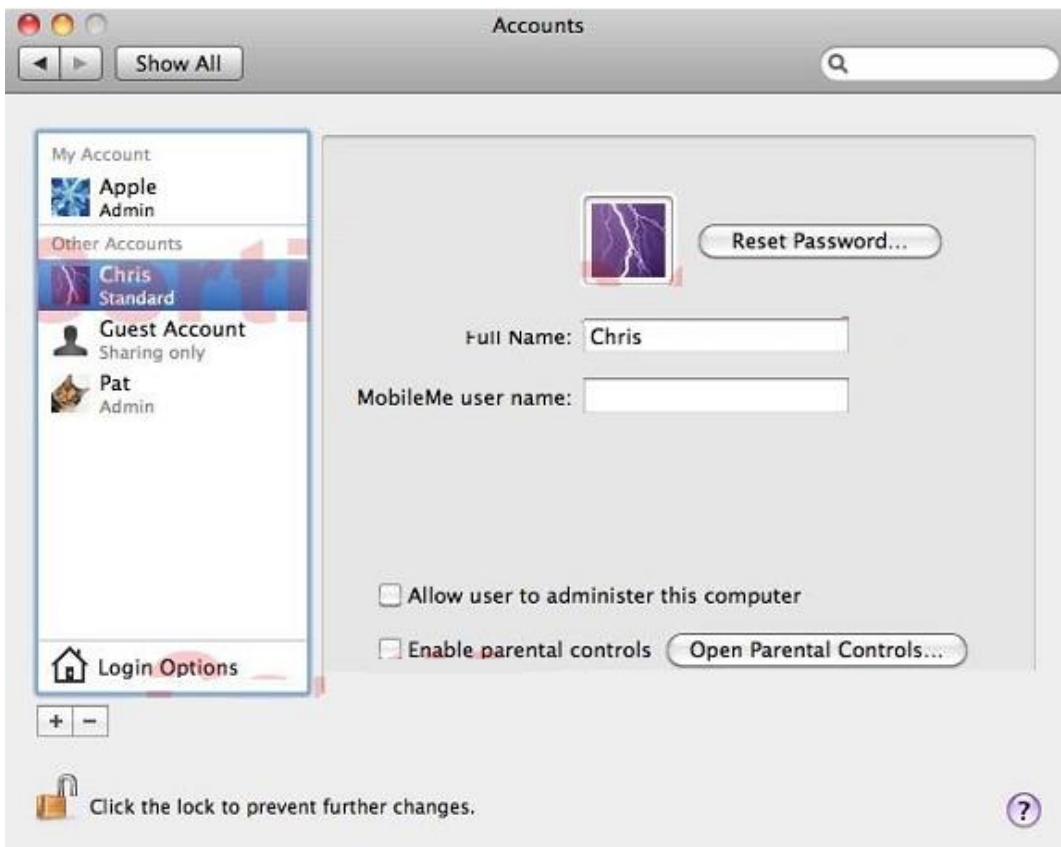 Accounts
Show All
My Account
Apple
Admin
Other Accounts
Chris
Standard
Guest Account
Sharing only
Pat
Admin
Login Options
Reset Password...
Full Name: Chris
MobileMe user name:
Allow user to administer this computer
Enable parental controls Open Parental Controls...
+ −
Click the lock to prevent further changes.
?